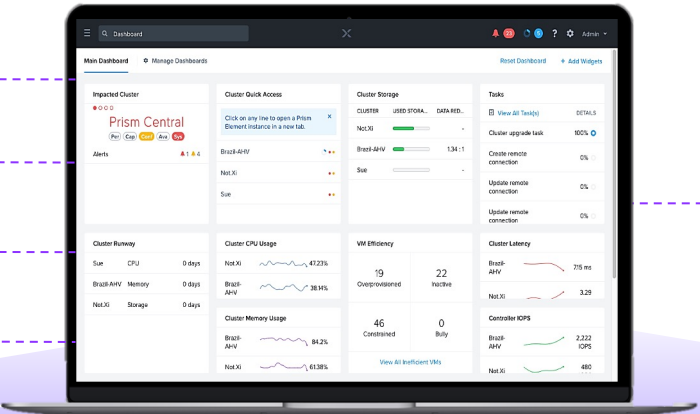 Dashboard
23
5
?
Admin
Main Dashboard
Manage Dashboards
Reset Dashboard
+ Add Widgets
Impacted Cluster
Prism Central
Per Cap Conf Ava Sys
Alerts
1 4
Cluster Quick Access
Click on any line to open a Prism
Element instance in a new tab.
×
Brazil-AHV
Not.Xi
Sue
Cluster Storage
CLUSTER USED STORA... DATA RED...
Not.Xi -
Brazil-AHV 1.34 : 1
Sue -
Tasks
View All Task(s) DETAILS
Cluster upgrade task 100%
Create remote
connection 0%
Update remote
connection 0%
Update remote
connection 0%
Cluster Runway
Sue CPU 0 days
Brazil-AHV Memory 0 days
Not.Xi Storage 0 days
Cluster CPU Usage
Not.Xi 47.23%
Brazil-
AHV 38.14%
Cluster Memory Usage
Brazil-
AHV 84.2%
Not.Xi 61.38%
VM Efficiency
19
Overprovisioned
22
Inactive
46
Constrained
0
Bully
View All Inefficient VMs
Cluster Latency
Brazil-
AHV 7.15 ms
Not.Xi 3.29
Controller IOPS
Brazil-
AHV 2,222
IOPS
Not.Xi 480